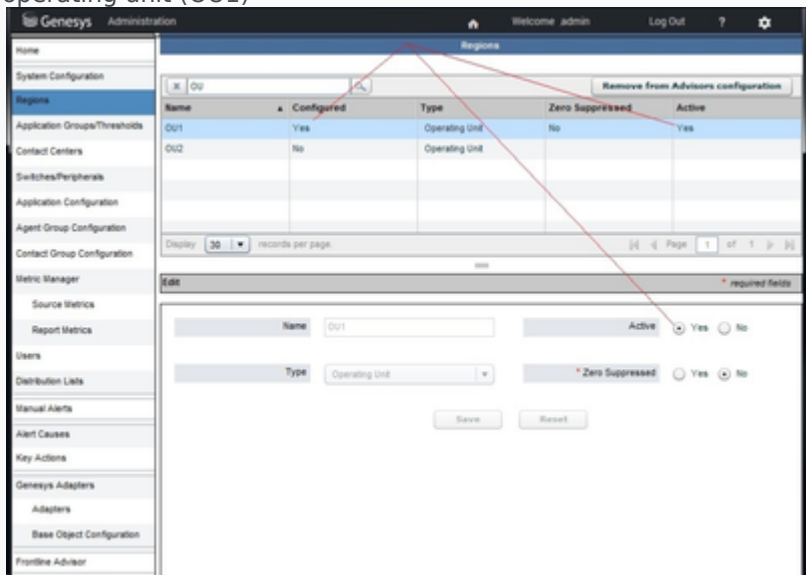 operating unit (OU1)
Genesys Administration Welcome admin Log Out ?
Home
System Configuration
Regions
Application Groups/Thresholds
Contact Centers
Switches/Peripherals
Application Configuration
Agent Group Configuration
Contact Group Configuration
Metric Manager
Source Metrics
Report Metrics
Users
Distribution Lists
Manual Alerts
Alert Causes
Key Actions
Genesys Adapters
Adapters
Base Object Configuration
Frontline Advisor
Regions
x OU Remove from Advisors configuration
Name Configured Type Zero Suppressed Active
OU1 Yes Operating Unit No Yes
OU2 No Operating Unit
Display 30 records per page. Page 1 of 1
Edit * required fields
Name OU1 Active Yes No
Type Operating Unit * Zero Suppressed Yes No
Save Reset